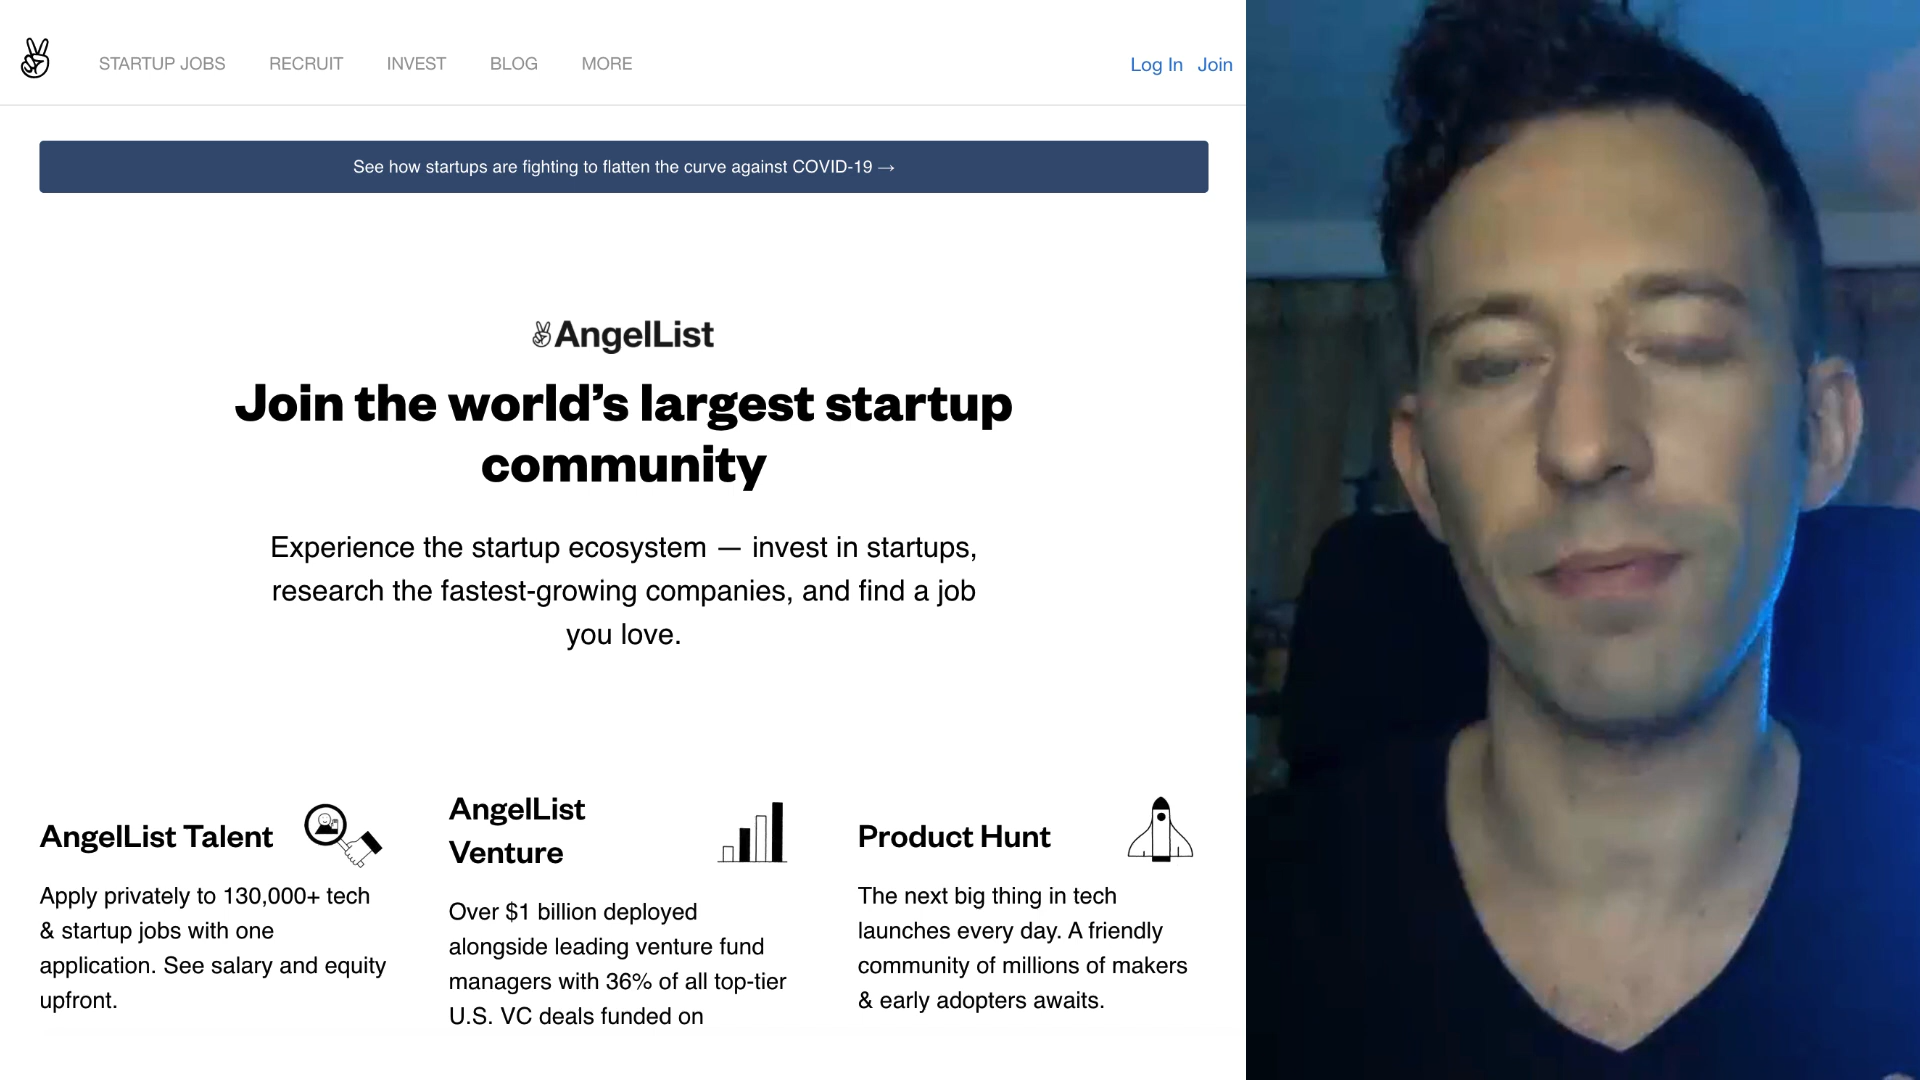 STARTUP JOBS RECRUIT INVEST BLOG MORE Log In Join
See how startups are fighting to flatten the curve against COVID-19 →
AngelList
Join the world’s largest startup
community
Experience the startup ecosystem — invest in startups,
research the fastest-growing companies, and find a job
you love.
AngelList Talent
Apply privately to 130,000+ tech
& startup jobs with one
application. See salary and equity
upfront.
AngelList
Venture
Over $1 billion deployed
alongside leading venture fund
managers with 36% of all top-tier
U.S. VC deals funded on
Product Hunt
The next big thing in tech
launches every day. A friendly
community of millions of makers
& early adopters awaits.